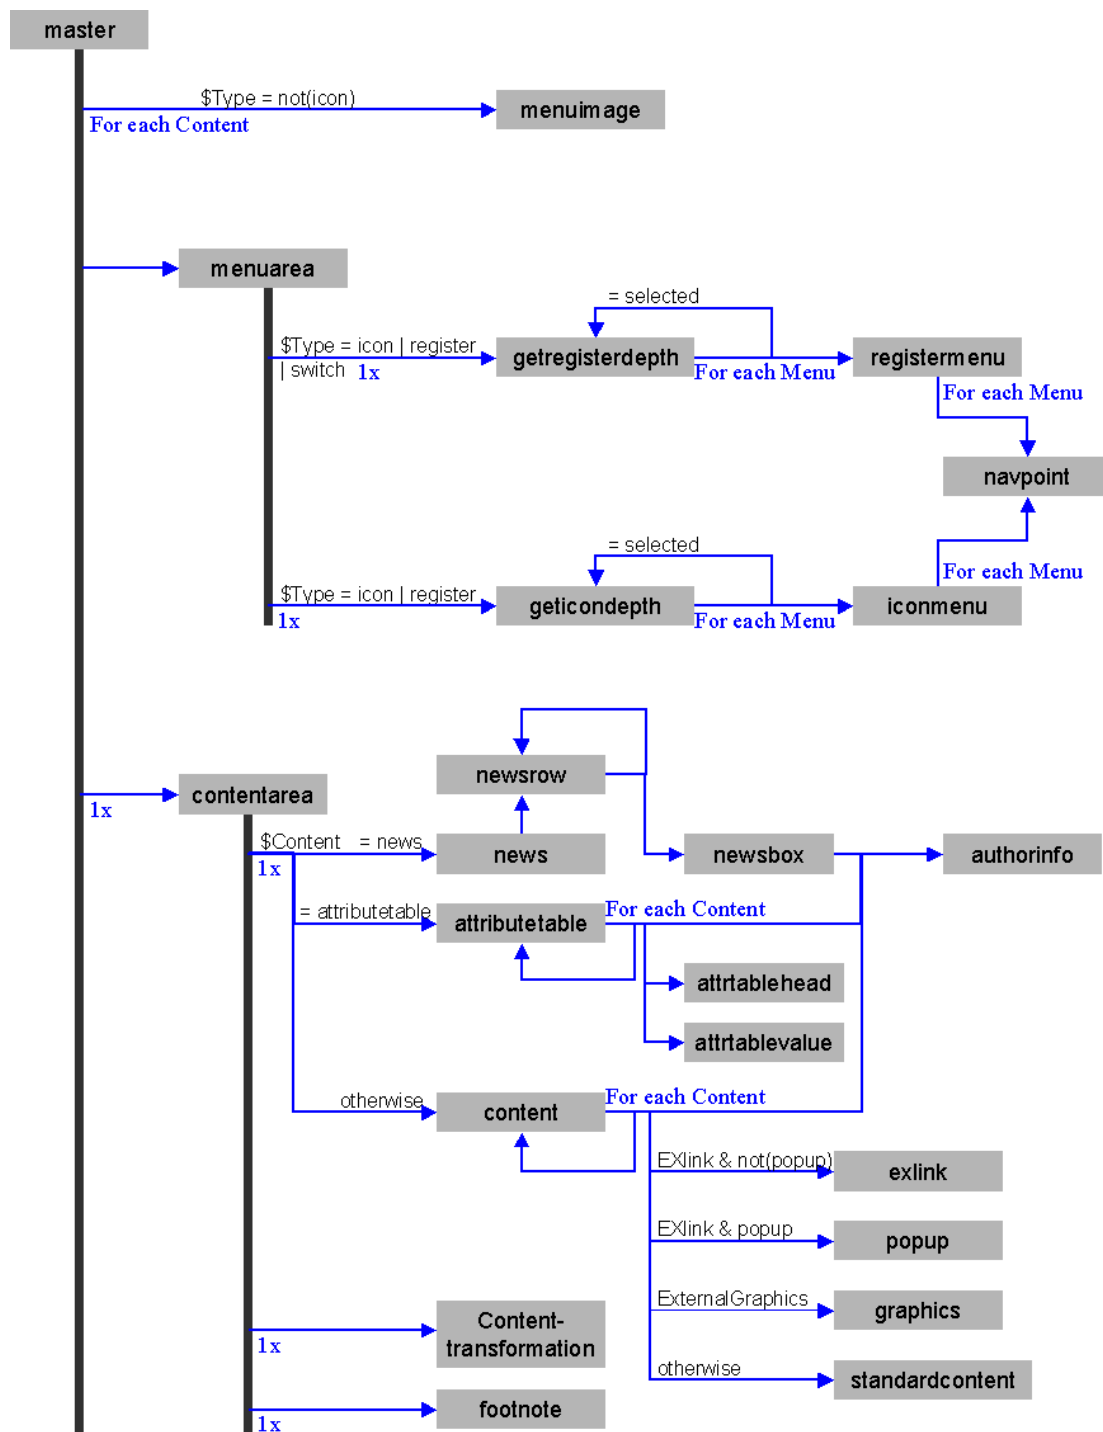 master
$Type = not(icon)
For each Content
menuimage
menuarea
$Type = icon | register
| switch 1x
= selected
getregisterdepth
For each Menu
registermenu
For each Menu
navpoint
$Type = icon | register
1x
= selected
geticondepth
For each Menu
iconmenu
For each Menu
1x
contentarea
newsrow
$Content = news
1x
news
newsbox
authorinfo
= attributetable
attributetable
For each Content
attrtablehead
attrtablevalue
otherwise
content
For each Content
EXlink & not(popup)
exlink
EXlink & popup
popup
ExternalGraphics
graphics
otherwise
standardcontent
1x
Content-
transformation
1x
footnote